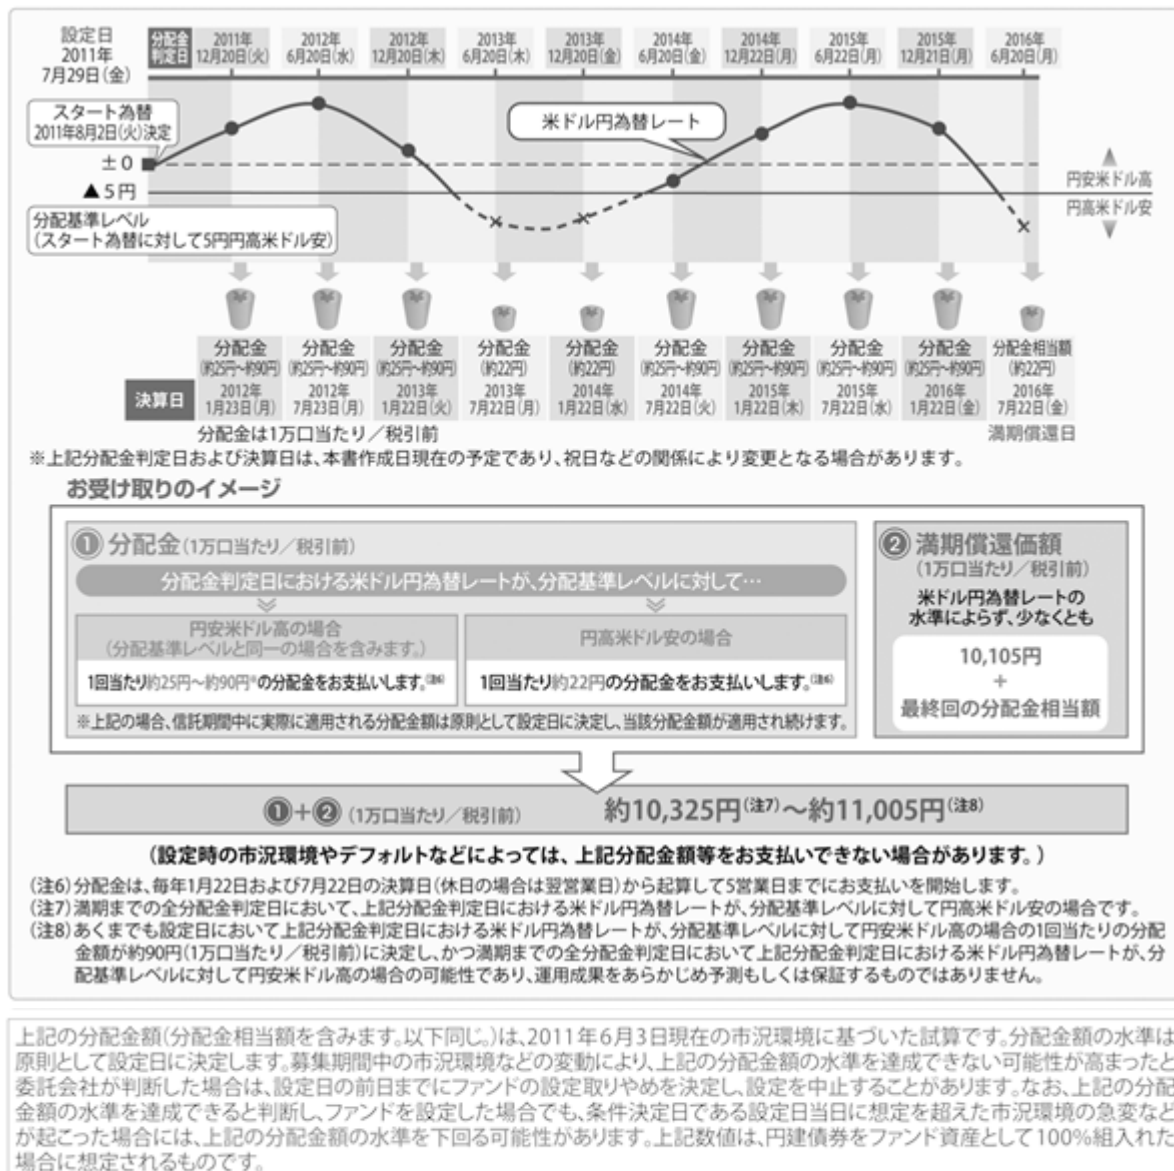 設定日
2011年
7月29日(金)
分配金
判定日
2011年
12月20日(火)
2012年
6月20日(水)
2012年
12月20日(木)
2013年
6月20日(木)
2013年
12月20日(金)
2014年
6月20日(金)
2014年
12月22日(月)
2015年
6月22日(月)
2015年
12月21日(月)
2016年
6月20日(月)
スタート為替
2011年8月2日(火)決定
米ドル円為替レート
±0
▲5円
円安米ドル高
円高米ドル安
分配基準レベル
(スタート為替に対して5円円高米ドル安)
分配金
(約25円〜約90円)
分配金
(約25円〜約90円)
分配金
(約25円〜約90円)
分配金
(約22円)
分配金
(約22円)
分配金
(約25円〜約90円)
分配金
(約25円〜約90円)
分配金
(約25円〜約90円)
分配金
(約25円〜約90円)
分配金相当額
(約22円)
決算日
2012年
1月23日(月)
2012年
7月23日(月)
2013年
1月22日(火)
2013年
7月22日(月)
2014年
1月22日(水)
2014年
7月22日(火)
2015年
1月22日(木)
2015年
7月22日(水)
2016年
1月22日(金)
2016年
7月22日(金)
分配金は1万口当たり/税引前
満期償還日
※上記分配金判定日および決算日は、本書作成日現在の予定であり、祝日などの関係により変更となる場合があります。
お受け取りのイメージ
① 分配金(1万口当たり/税引前)
分配金判定日における米ドル円為替レートが、分配基準レベルに対して…
円安米ドル高の場合
(分配基準レベルと同一の場合を含みます。)
1回当たり約25円〜約90円※の分配金をお支払いします。(注6)
円高米ドル安の場合
1回当たり約22円の分配金をお支払いします。(注6)
※上記の場合、信託期間中に実際に適用される分配金額は原則として設定日に決定し、当該分配金額が適用され続けます。
② 満期償還価額
(1万口当たり/税引前)
米ドル円為替レートの
水準によらず、少なくとも
10,105円
+
最終回の分配金相当額
①+②(1万口当たり/税引前) 約10,325円(注7)〜約11,005円(注8)
(設定時の市況環境やデフォルトなどによっては、上記分配金額等をお支払いできない場合があります。)
(注6)分配金は、毎年1月22日および7月22日の決算日(休日の場合は翌営業日)から起算して5営業日までにお支払いを開始します。
(注7)満期までの全分配金判定日において、上記分配金判定日における米ドル円為替レートが、分配基準レベルに対して円高米ドル安の場合です。
(注8)あくまでも設定日において上記分配金判定日における米ドル円為替レートが、分配基準レベルに対して円安米ドル高の場合の1回当たりの分配
金額が約90円(1万口当たり/税引前)に決定し、かつ満期までの全分配金判定日において上記分配金判定日における米ドル円為替レートが、分
配基準レベルに対して円安米ドル高の場合の可能性であり、運用成果をあらかじめ予測もしくは保証するものではありません。
上記の分配金額(分配金相当額を含みます。以下同じ。)は、2011年6月3日現在の市況環境に基づいた試算です。分配金額の水準は
原則として設定日に決定します。募集期間中の市況環境などの変動により、上記の分配金額の水準を達成できない可能性が高まったと
委託会社が判断した場合は、設定日の前日までにファンドの設定取りやめを決定し、設定を中止することがあります。なお、上記の分配
金額の水準を達成できると判断し、ファンドを設定した場合でも、条件決定日である設定日当日に想定を超えた市況環境の急変など
が起こった場合には、上記の分配金額の水準を下回る可能性があります。上記数値は、円建債券をファンド資産として100%組入れた
場合に想定されるものです。